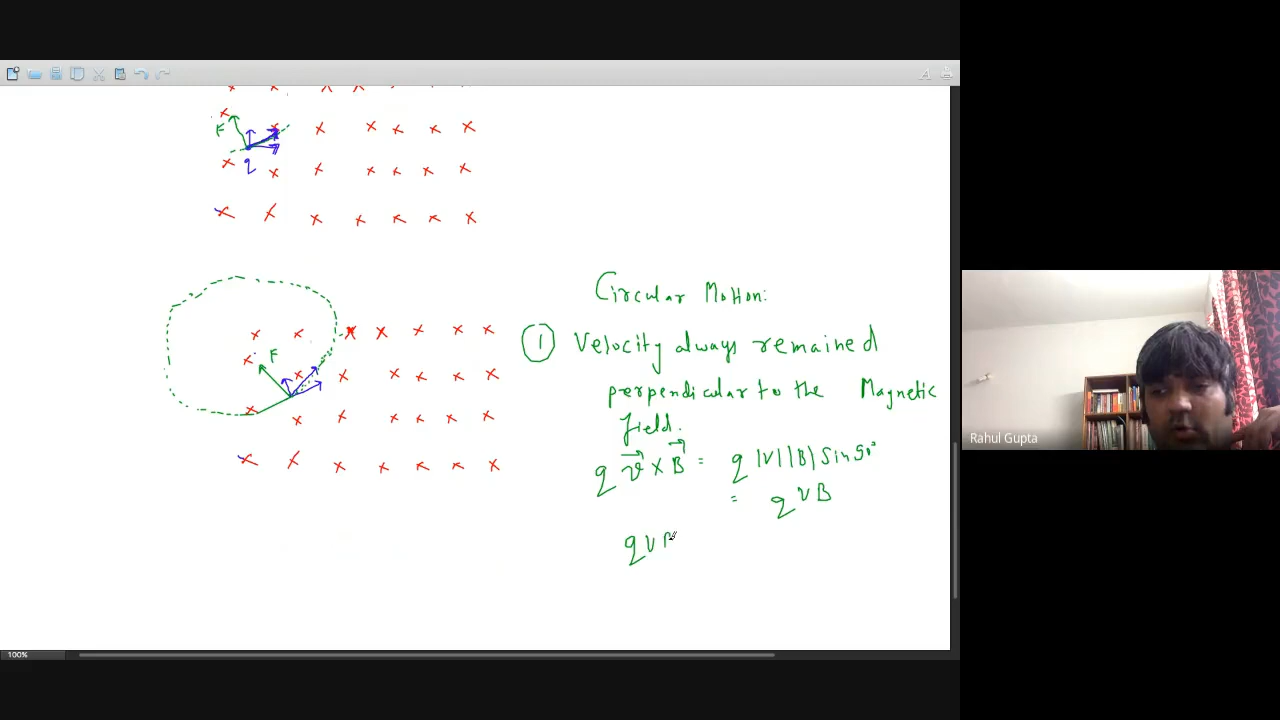 F
q
Circular Motion:
F
① Velocity always remained
perpendicular to the Magnetic
field.
q v⃗ × B⃗ = q |V| |B| Sin 90°
= q V B
q v B
Rahul Gupta
100%